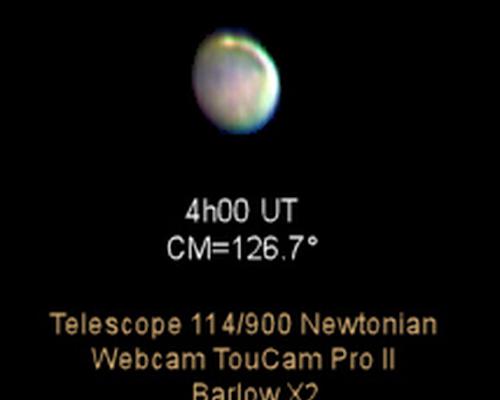 4h00 UT
CM=126.7°
Telescope 114/900 Newtonian
Webcam TouCam Pro II
Barlow X2